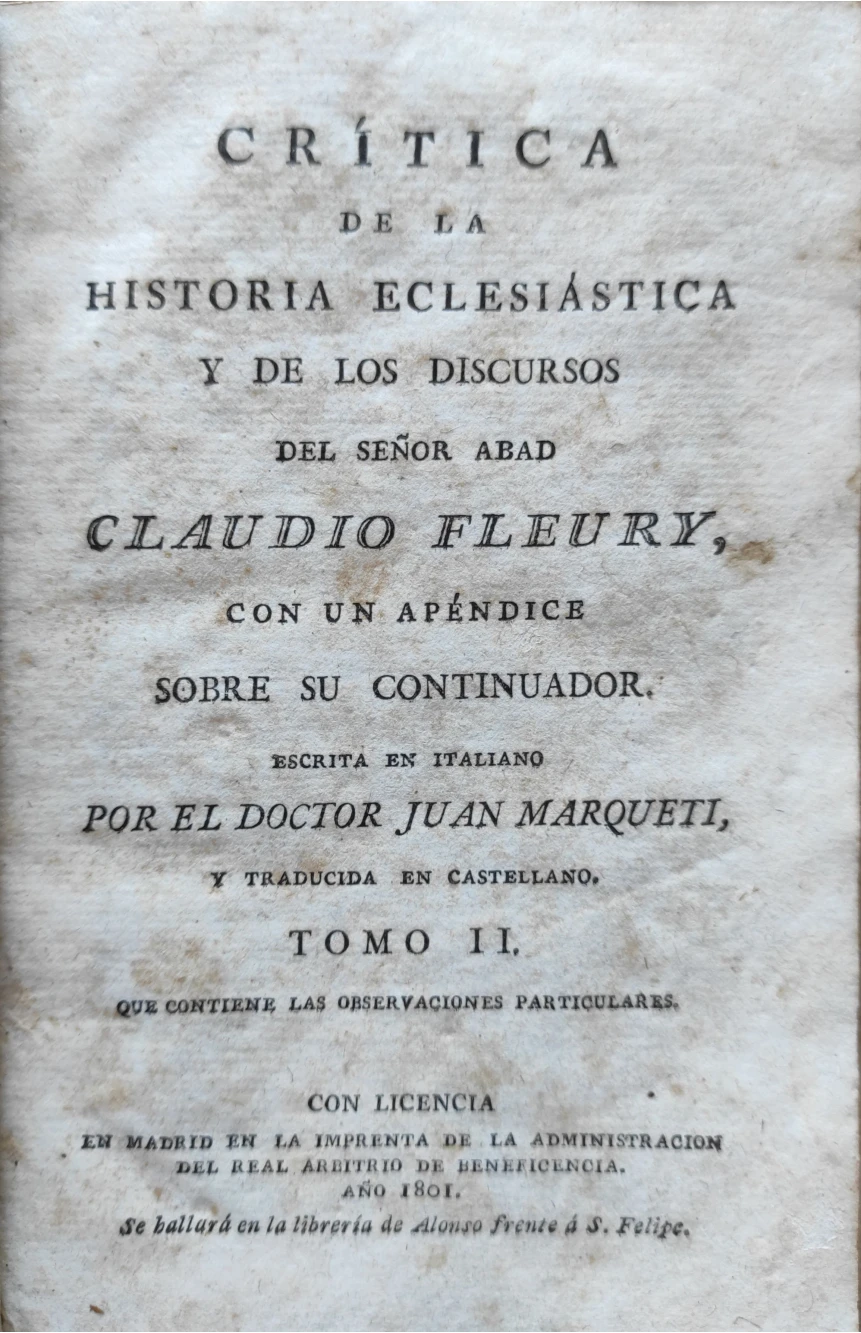 CRÍTICA
DE LA
HISTORIA ECLESIÁSTICA
Y DE LOS DISCURSOS
DEL SEÑOR ABAD
CLAUDIO FLEURY,
CON UN APÉNDICE
SOBRE SU CONTINUADOR.
ESCRITA EN ITALIANO
POR EL DOCTOR JUAN MARQUETI,
Y TRADUCIDA EN CASTELLANO.
TOMO II.
QUE CONTIENE LAS OBSERVACIONES PARTICULARES.
CON LICENCIA
EN MADRID EN LA IMPRENTA DE LA ADMINISTRACION
DEL REAL ARBITRIO DE BENEFICENCIA.
AÑO 1801.
Se hallará en la librería de Alonso frente á S. Felipe.